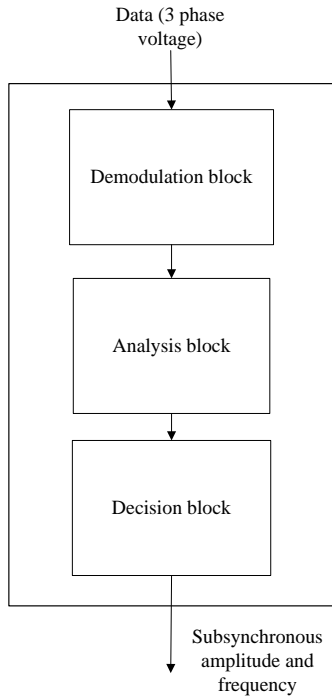 Data (3 phase
voltage)
Demodulation block
Analysis block
Decision block
Subsynchronous
amplitude and
frequency